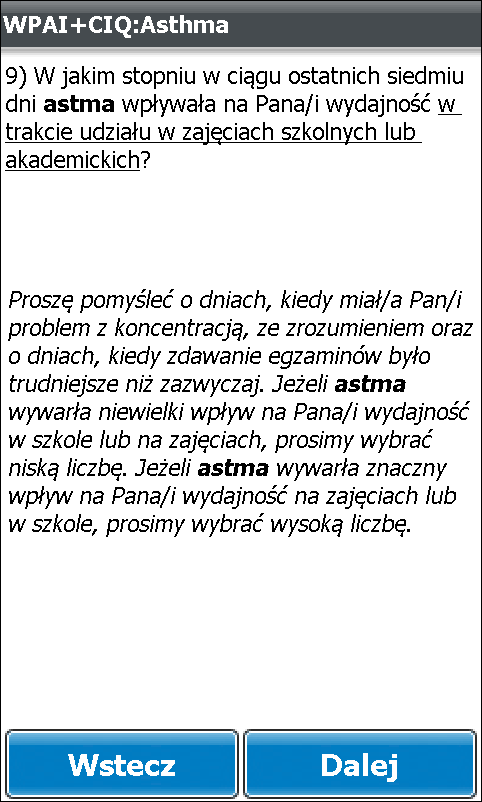 WPAI+CIQ:Asthma
9) W jakim stopniu w ciągu ostatnich siedmiu
dni astma wpływała na Pana/i wydajność w
trakcie udziału w zajęciach szkolnych lub
akademickich?
Proszę pomyśleć o dniach, kiedy miał/a Pan/i
problem z koncentracją, ze zrozumieniem oraz
o dniach, kiedy zdawanie egzaminów było
trudniejsze niż zazwyczaj. Jeżeli astma
wywarła niewielki wpływ na Pana/i wydajność
w szkole lub na zajęciach, prosimy wybrać
niską liczbę. Jeżeli astma wywarła znaczny
wpływ na Pana/i wydajność na zajęciach lub
w szkole, prosimy wybrać wysoką liczbę.
Wstecz Dalej